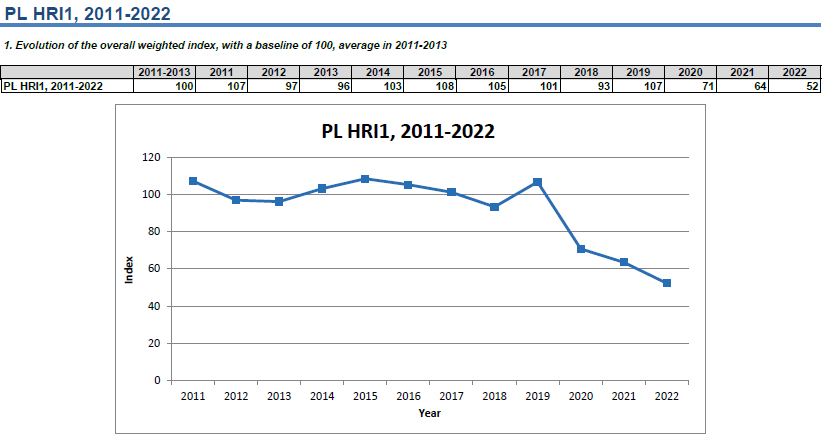 PL HRI1, 2011-2022
1. Evolution of the overall weighted index, with a baseline of 100, average in 2011-2013
2011-2013 2011 2012 2013 2014 2015 2016 2017 2018 2019 2020 2021 2022
PL HRI1, 2011-2022 100 107 97 96 103 108 105 101 93 107 71 64 52
PL HRI1, 2011-2022
120
100
80
60
40
20
0
Index
2011 2012 2013 2014 2015 2016 2017 2018 2019 2020 2021 2022
Year